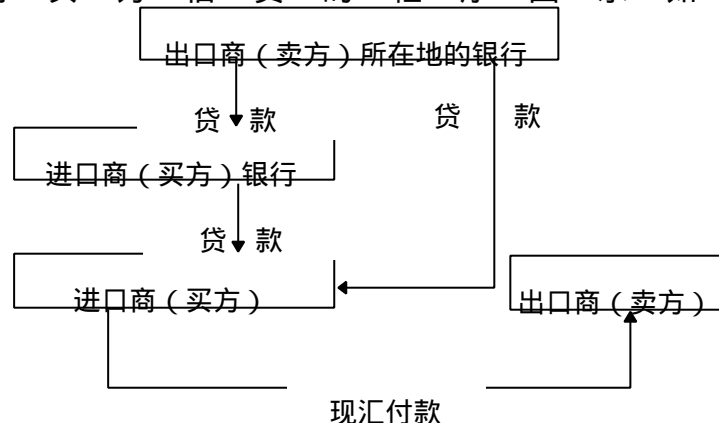 出口商(卖方)所在地的银行
贷 款 贷 款
进口商(买方)银行
贷 款
进口商(买方) 出口商(卖方)
现汇付款